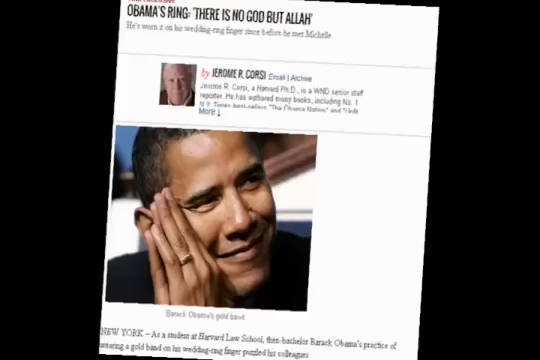 OBAMA'S RING: 'THERE IS NO GOD BUT ALLAH'
He's worn it on his wedding-ring finger since before he met Michelle
by JEROME R. CORSI Email | Archive
Jerome R. Corsi, a Harvard Ph.D., is a WND senior staff
reporter. He has authored many books, including No. 1
N.Y. Times best-sellers "The Obama Nation" and
More ↓
Barack Obama's gold band
NEW YORK – As a student at Harvard Law School, then-bachelor Barack Obama's practice of
wearing a gold band on his wedding-ring finger puzzled his colleagues